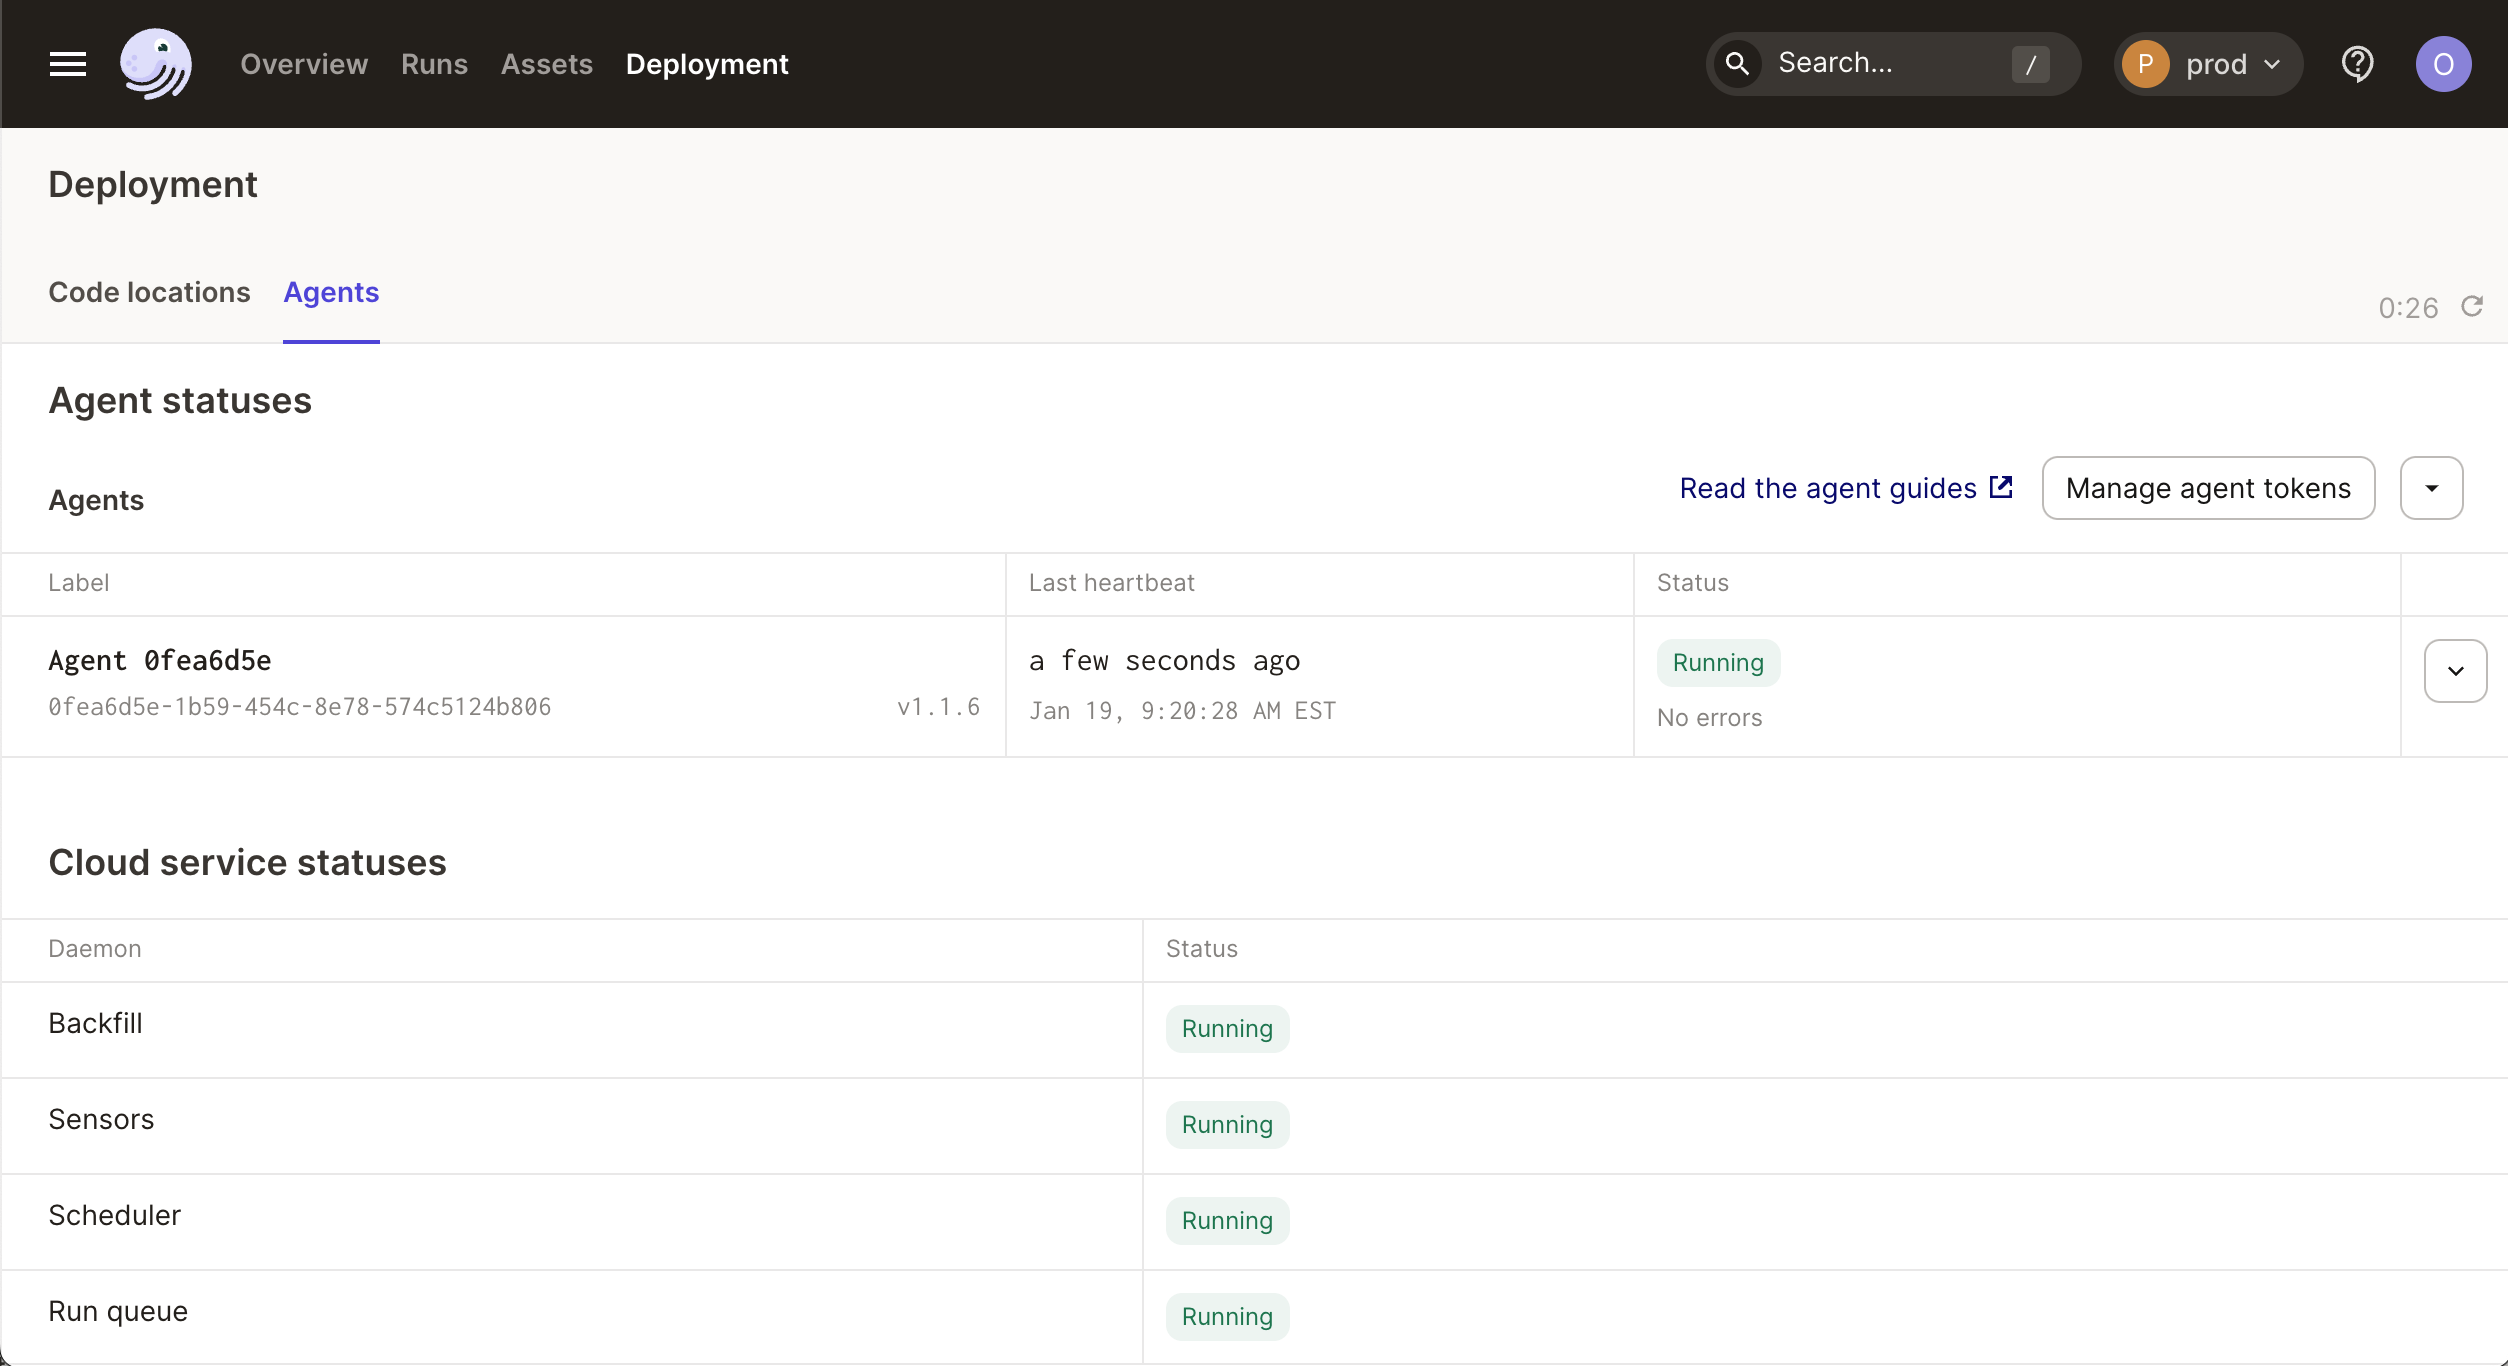 Overview Runs Assets Deployment Search... / P prod O
Deployment
Code locations Agents 0:26
Agent statuses
Agents Read the agent guides Manage agent tokens
Label Last heartbeat Status
Agent 0fea6d5e a few seconds ago Running
0fea6d5e-1b59-454c-8e78-574c5124b806 v1.1.6 Jan 19, 9:20:28 AM EST No errors
Cloud service statuses
Daemon Status
Backfill Running
Sensors Running
Scheduler Running
Run queue Running